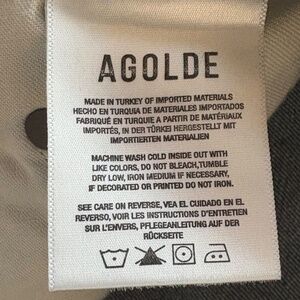 AGOLDE
MADE IN TURKEY OF IMPORTED MATERIALS
HECHO EN TURQUIA DE MATERIALES IMPORTADOS
FABRIQUÉ EN TURQUIE A PARTIR DE MATÉRIAUX
IMPORTÉS, IN DER TÜRKEI HERGESTELLT MIT
IMPORTIERTEN MATERIALIEN
MACHINE WASH COLD INSIDE OUT WITH
LIKE COLORS, DO NOT BLEACH,TUMBLE
DRY LOW, IRON MEDIUM IF NECESSARY,
IF DECORATED OR PRINTED DO NOT IRON.
SEE CARE ON REVERSE, VEA EL CUIDADO EN EL
REVERSO, VOIR LES INSTRUCTIONS D'ENTRETIEN
SUR L'ENVERS, PFLEGEANLEITUNG AUF DER
RÜCKSEITE